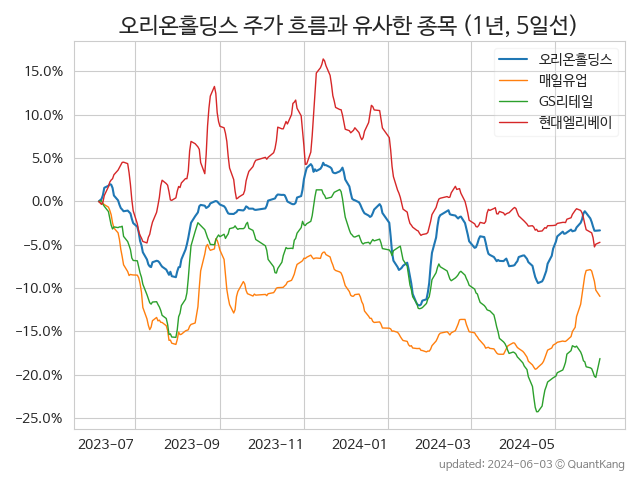 오리온홀딩스 주가 흐름과 유사한 종목 (1년, 5일선)
오리온홀딩스
매일유업
GS리테일
현대엘리베이
15.0%
10.0%
5.0%
0.0%
−5.0%
−10.0%
−15.0%
−20.0%
−25.0%
2023-07 2023-09 2023-11 2024-01 2024-03 2024-05
updated: 2024-06-03 © QuantKang